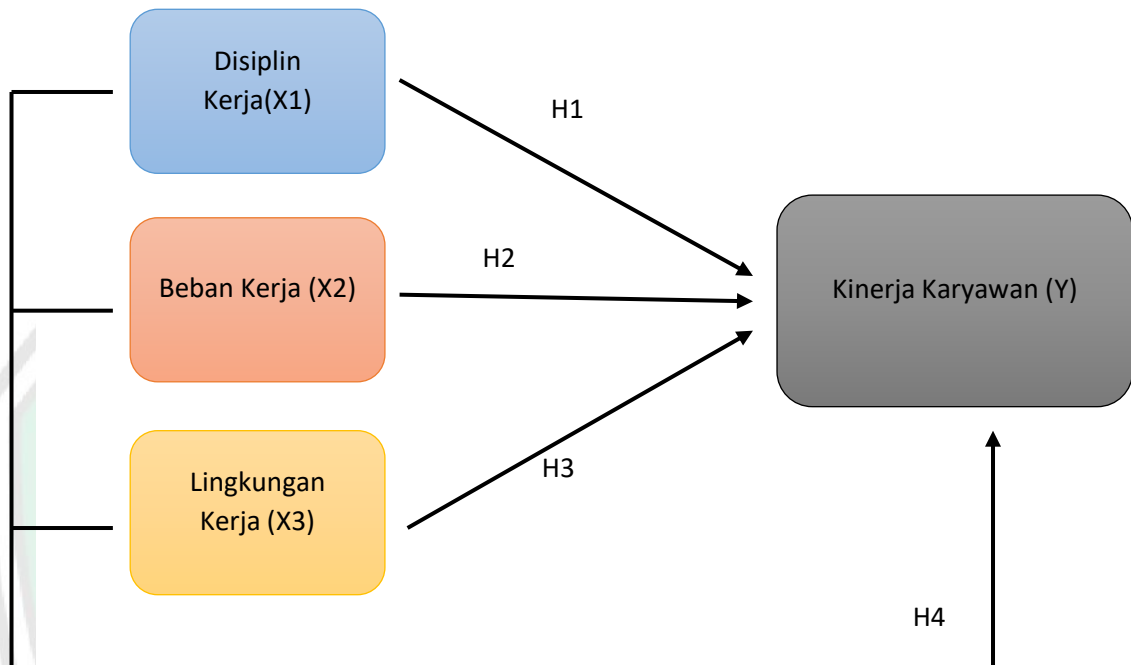 Disiplin
Kerja(X1)
H1
Beban Kerja (X2)
H2
Kinerja Karyawan (Y)
Lingkungan
Kerja (X3)
H3
H4